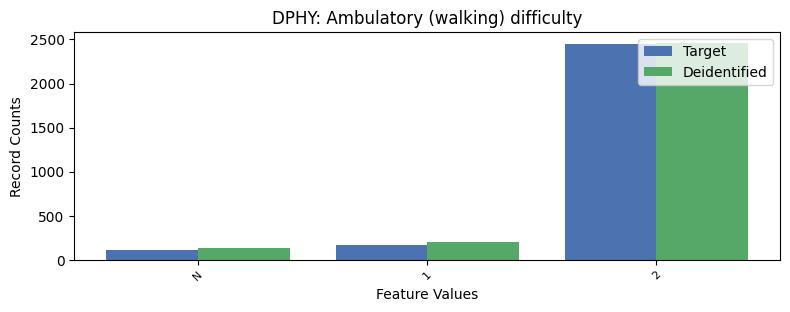 DPHY: Ambulatory (walking) difficulty
2500
2000
1500
1000
500
0
Record Counts
Target
Deidentified
N
1
2
Feature Values